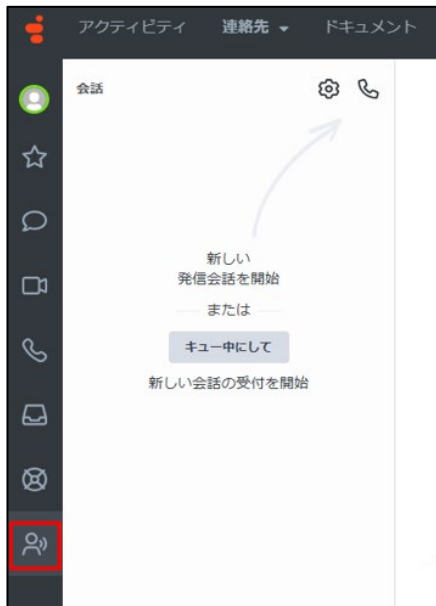 アクティビティ 連絡先 ドキュメント
会話
新しい
発信会話を開始
または
キュー中にして
新しい会話の受付を開始